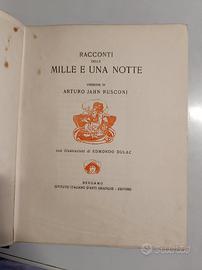 RACCONTI
DELLE
MILLE E UNA NOTTE
VERSIONE DI
ARTURO JAHN RUSCONI
con illustrazioni di EDMONDO DULAC
BERGAMO
ISTITUTO ITALIANO D'ARTI GRAFICHE - EDITORE
subito